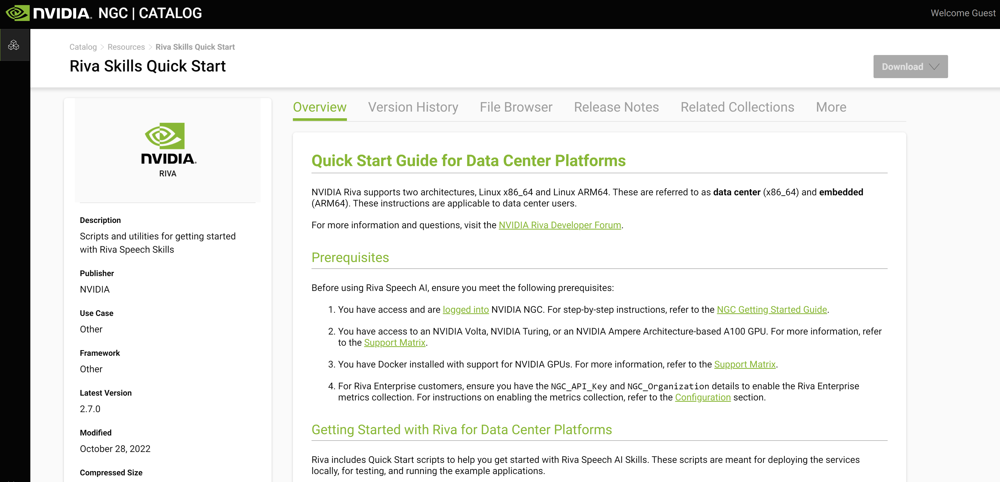 NVIDIA. NGC | CATALOG
Welcome Guest
Catalog > Resources > Riva Skills Quick Start
Riva Skills Quick Start
Download
NVIDIA.
RIVA
Description
Scripts and utilities for getting started
with Riva Speech Skills
Publisher
NVIDIA
Use Case
Other
Framework
Other
Latest Version
2.7.0
Modified
October 28, 2022
Compressed Size
Overview Version History File Browser Release Notes Related Collections More
Quick Start Guide for Data Center Platforms
NVIDIA Riva supports two architectures, Linux x86_64 and Linux ARM64. These are referred to as data center (x86_64) and embedded
(ARM64). These instructions are applicable to data center users.
For more information and questions, visit the NVIDIA Riva Developer Forum.
Prerequisites
Before using Riva Speech AI, ensure you meet the following prerequisites:
1. You have access and are logged into NVIDIA NGC. For step-by-step instructions, refer to the NGC Getting Started Guide.
2. You have access to an NVIDIA Volta, NVIDIA Turing, or an NVIDIA Ampere Architecture-based A100 GPU. For more information, refer
to the Support Matrix.
3. You have Docker installed with support for NVIDIA GPUs. For more information, refer to the Support Matrix.
4. For Riva Enterprise customers, ensure you have the NGC_API_Key and NGC_Organization details to enable the Riva Enterprise
metrics collection. For instructions on enabling the metrics collection, refer to the Configuration section.
Getting Started with Riva for Data Center Platforms
Riva includes Quick Start scripts to help you get started with Riva Speech AI Skills. These scripts are meant for deploying the services
locally, for testing, and running the example applications.